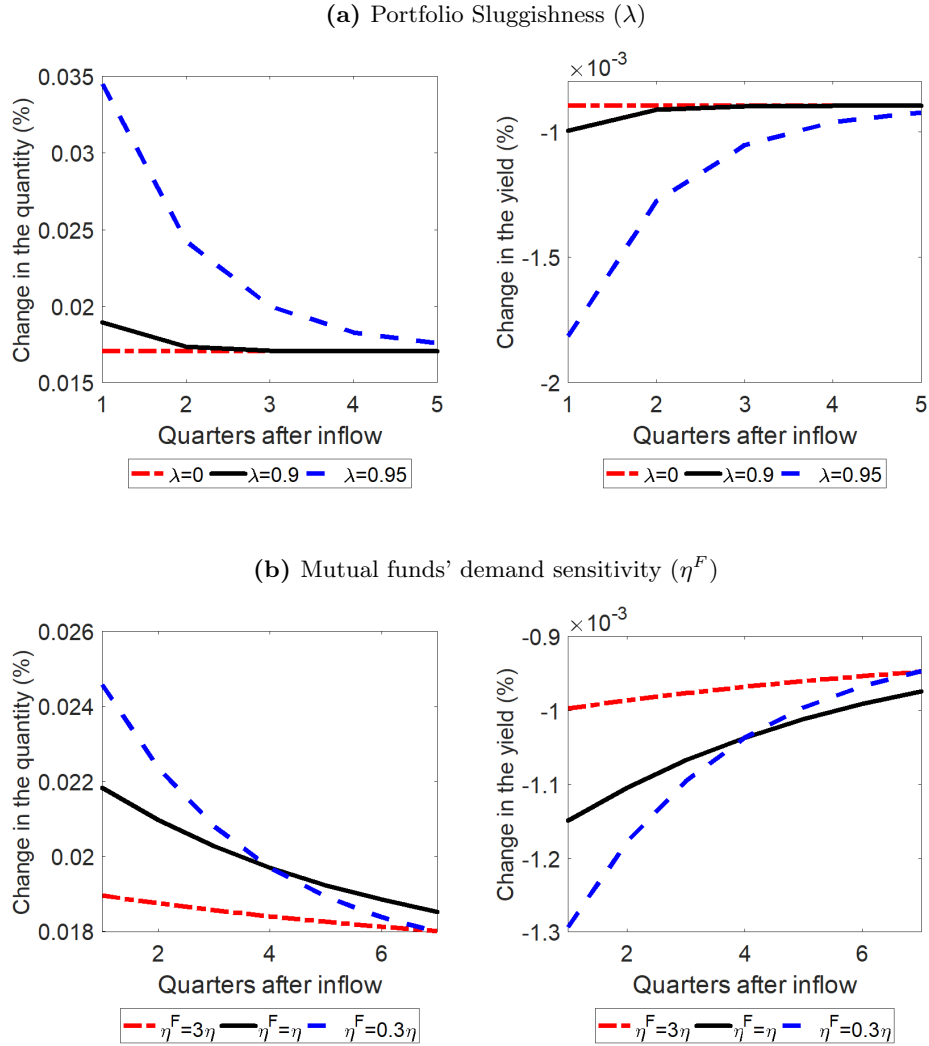 (a) Portfolio Sluggishness (λ)
×10⁻³
0.035
0.03
0.025
0.02
0.015
Change in the quantity (%)
1 2 3 4 5
Quarters after inflow
λ=0 λ=0.9 λ=0.95
-1
-1.5
-2
Change in the yield (%)
1 2 3 4 5
Quarters after inflow
λ=0 λ=0.9 λ=0.95
(b) Mutual funds' demand sensitivity (η^F)
0.026
0.024
0.022
0.02
0.018
Change in the quantity (%)
2 4 6
Quarters after inflow
η^F=3η η^F=η η^F=0.3η
×10⁻³
-0.9
-1
-1.1
-1.2
-1.3
Change in the yield (%)
2 4 6
Quarters after inflow
η^F=3η η^F=η η^F=0.3η